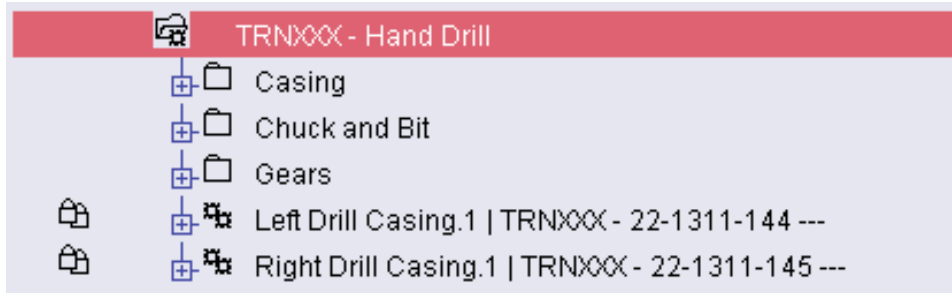 TRNXXX - Hand Drill
Casing
Chuck and Bit
Gears
Left Drill Casing.1 | TRNXXX - 22-1311-144 ---
Right Drill Casing.1 | TRNXXX - 22-1311-145 ---